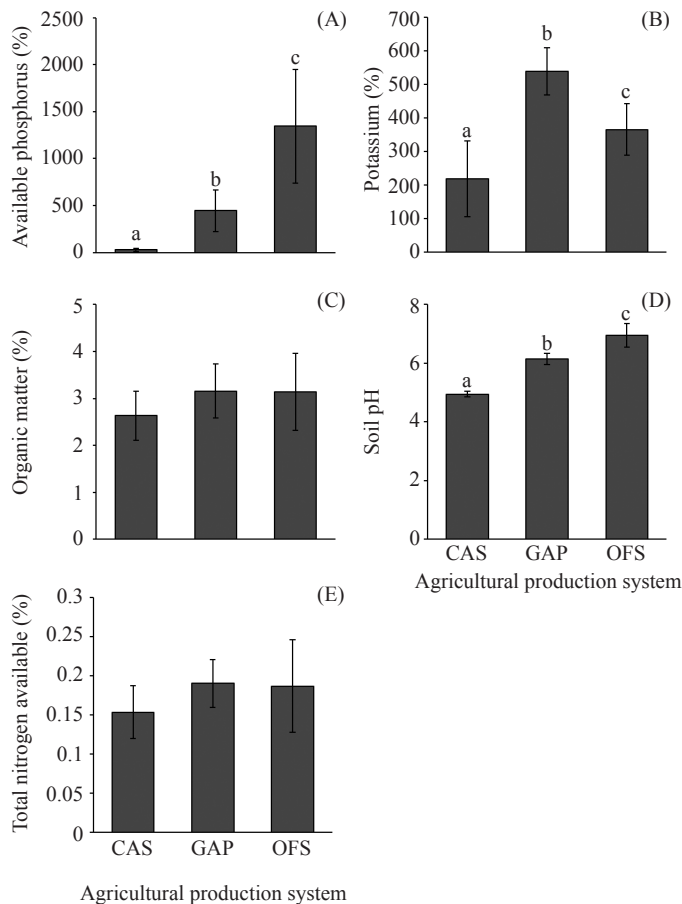 (A)
Available phosphorus (%)
2500
2000
1500
1000
500
0
a
b
c
(B)
Potassium (%)
700
600
500
400
300
200
100
0
a
b
c
(C)
Organic matter (%)
5
4
3
2
1
0
(D)
Soil pH
8
6
4
2
0
a
b
c
CAS GAP OFS
Agricultural production system
(E)
Total nitrogen available (%)
0.3
0.25
0.2
0.15
0.1
0.05
0
CAS GAP OFS
Agricultural production system